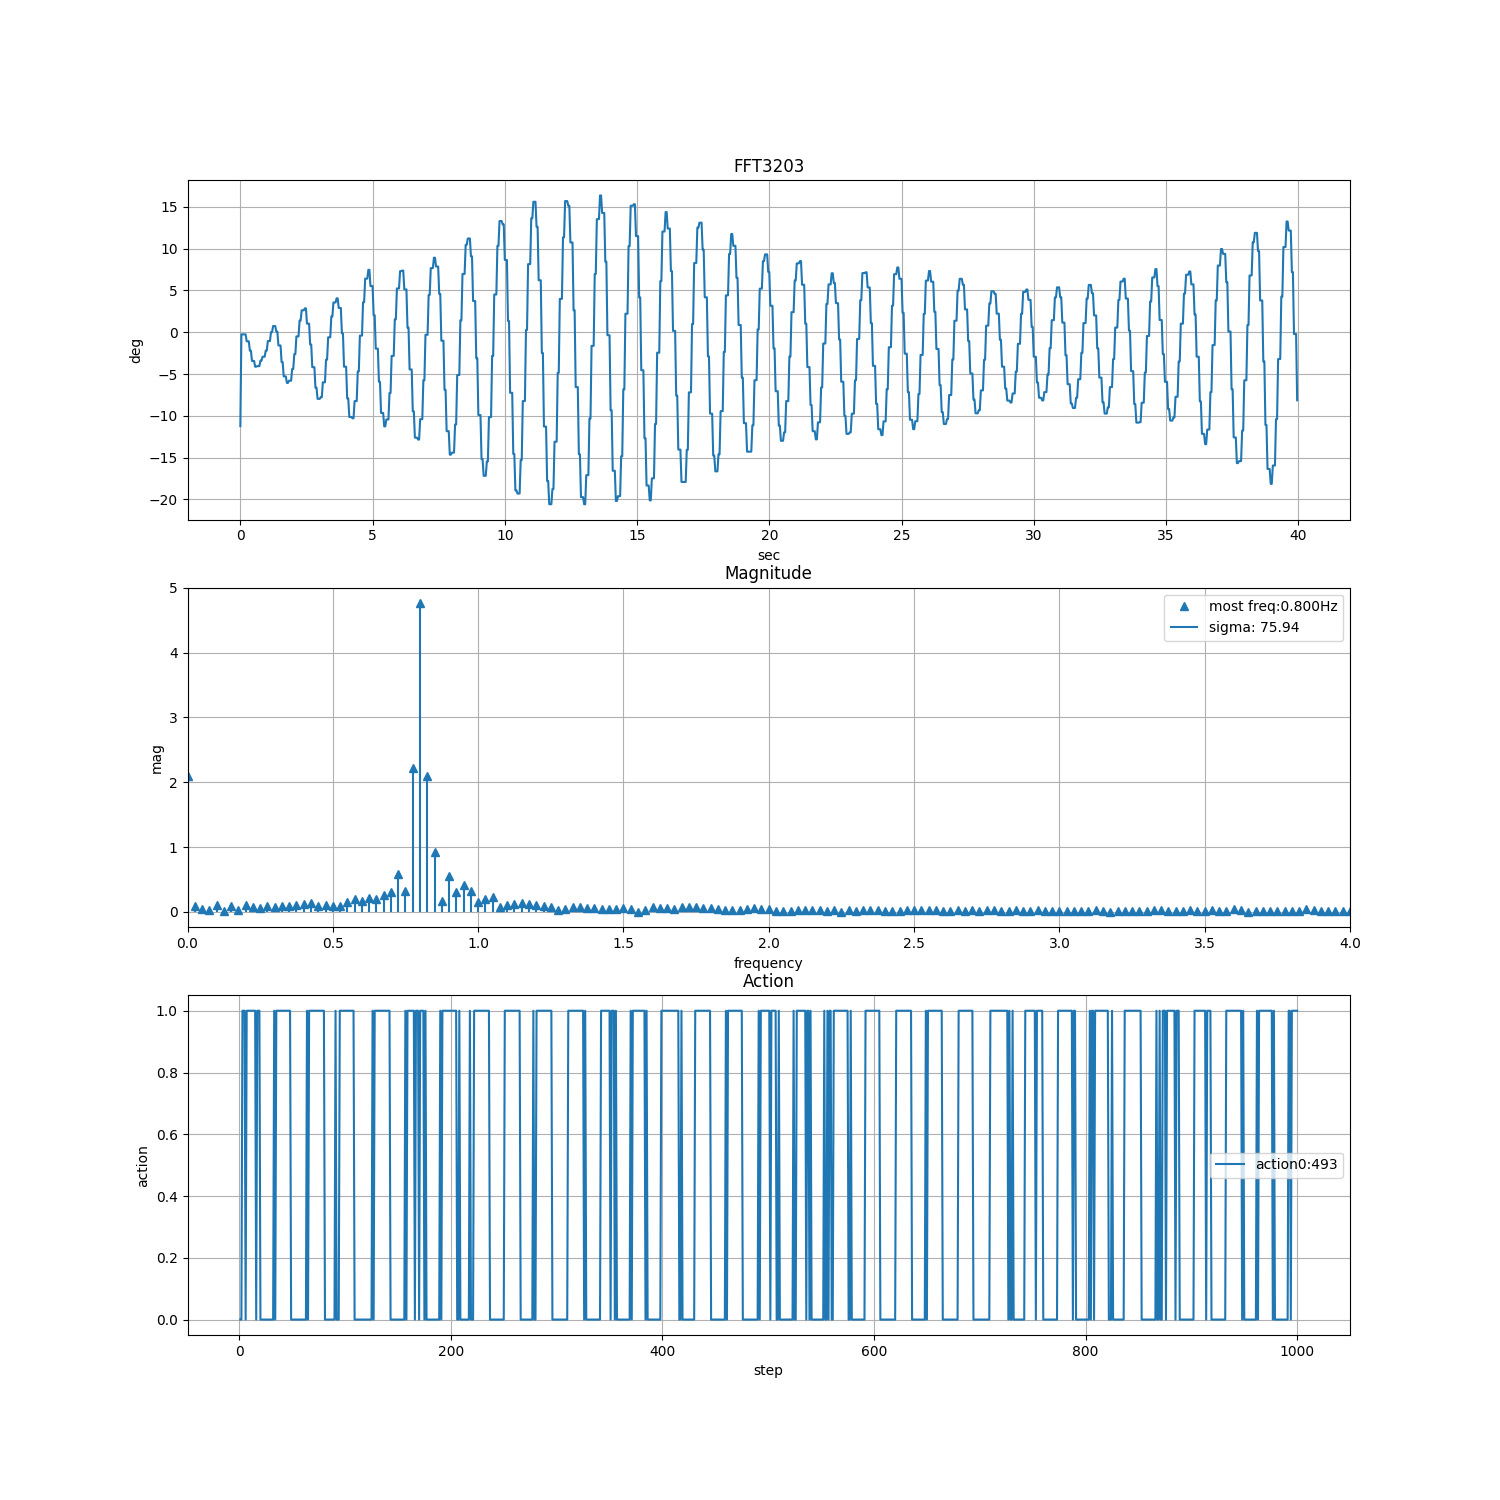 FFT3203
15
10
5
0
−5
−10
−15
−20
deg
0 5 10 15 20 25 30 35 40
sec
Magnitude
5
4
3
2
1
0
mag
most freq:0.800Hz
sigma: 75.94
0.0 0.5 1.0 1.5 2.0 2.5 3.0 3.5 4.0
frequency
Action
1.0
0.8
0.6
0.4
0.2
0.0
action
action0:493
0 200 400 600 800 1000
step